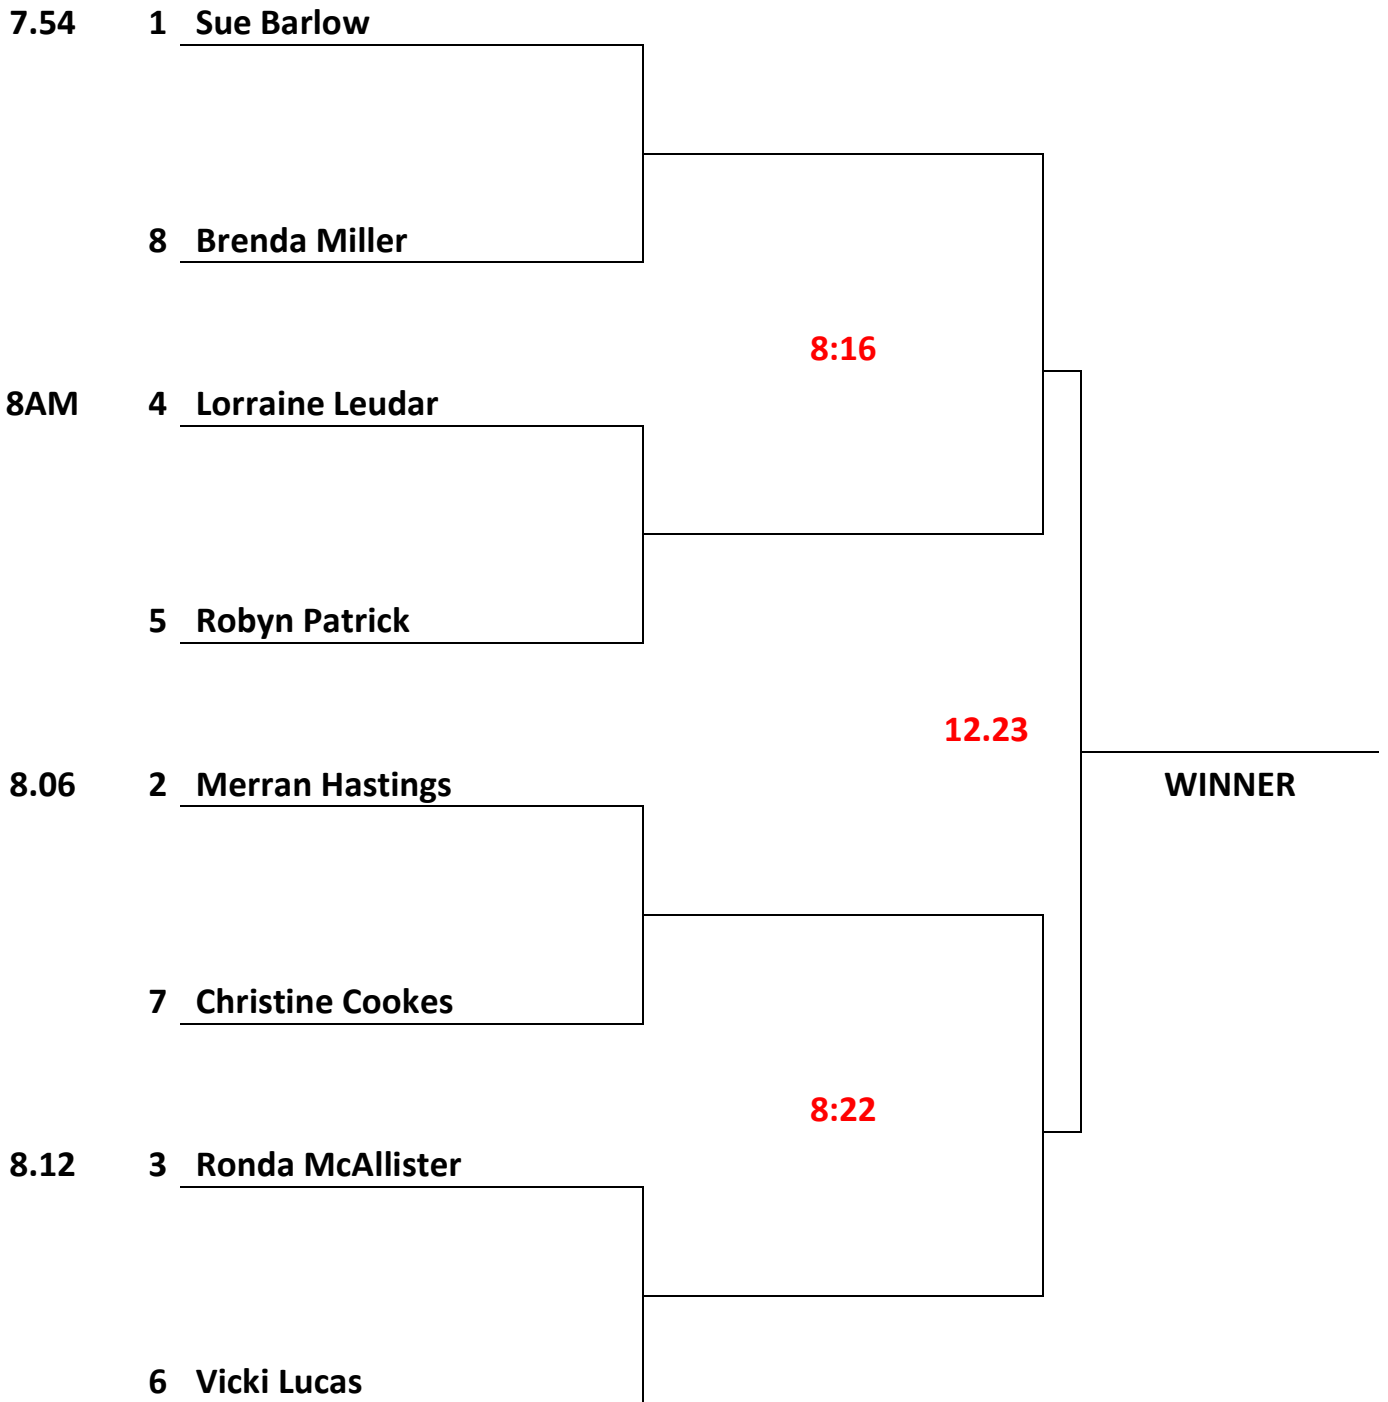 7.54 1 Sue Barlow
8 Brenda Miller
8:16
8AM 4 Lorraine Leudar
5 Robyn Patrick
12.23
8.06 2 Merran Hastings WINNER
7 Christine Cookes
8:22
8.12 3 Ronda McAllister
6 Vicki Lucas